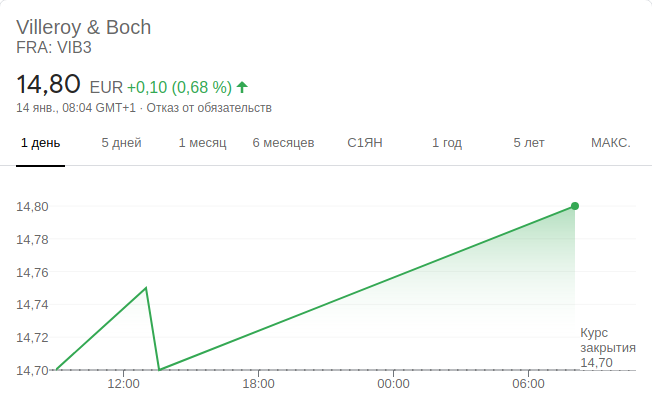 Villeroy & Boch
FRA: VIB3
14,80 EUR +0,10 (0,68 %)
14 янв., 08:04 GMT+1 · Отказ от обязательств
1 день 5 дней 1 месяц 6 месяцев С1ЯН 1 год 5 лет МАКС.
14,80
14,78
14,76
14,74
14,72
14,70
Курс
закрытия
14,70
12:00 18:00 00:00 06:00